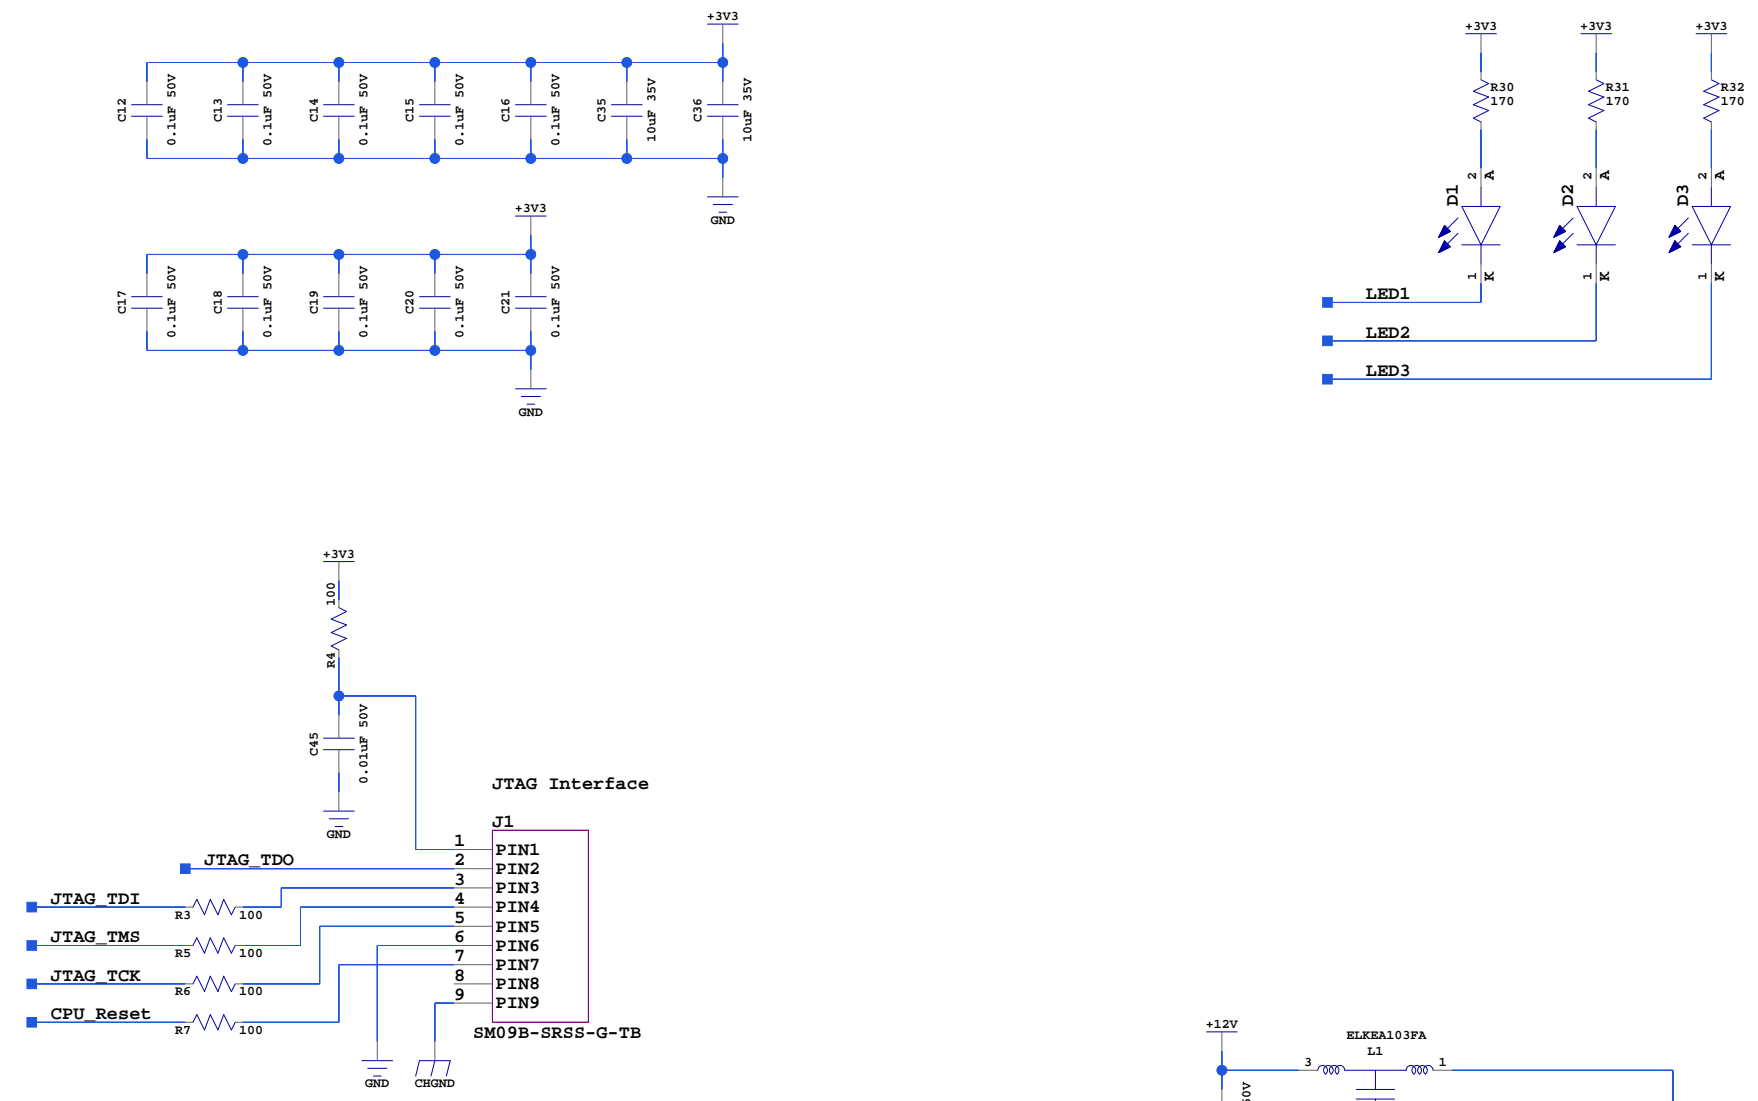 +3V3
C12
0.1uF 50V
C13
0.1uF 50V
C14
0.1uF 50V
C15
0.1uF 50V
C16
0.1uF 50V
C35
10uF 35V
C36
10uF 35V
GND
+3V3
C17
0.1uF 50V
C18
0.1uF 50V
C19
0.1uF 50V
C20
0.1uF 50V
C21
0.1uF 50V
GND
+3V3
+3V3
+3V3
R30
170
R31
170
R32
170
2
A
2
A
2
A
D1
D2
D3
1
K
1
K
1
K
LED1
LED2
LED3
+3V3
100
R4
C45
0.01uF 50V
GND
JTAG Interface
J1
1
PIN1
JTAG_TDO
2
PIN2
3
PIN3
JTAG_TDI
R3
100
4
PIN4
5
PIN5
JTAG_TMS
R5
100
6
PIN6
7
PIN7
JTAG_TCK
R6
100
8
PIN8
9
PIN9
CPU_Reset
R7
100
SM09B-SRSS-G-TB
GND
CHGND
+12V
ELKEA103FA
L1
3
1